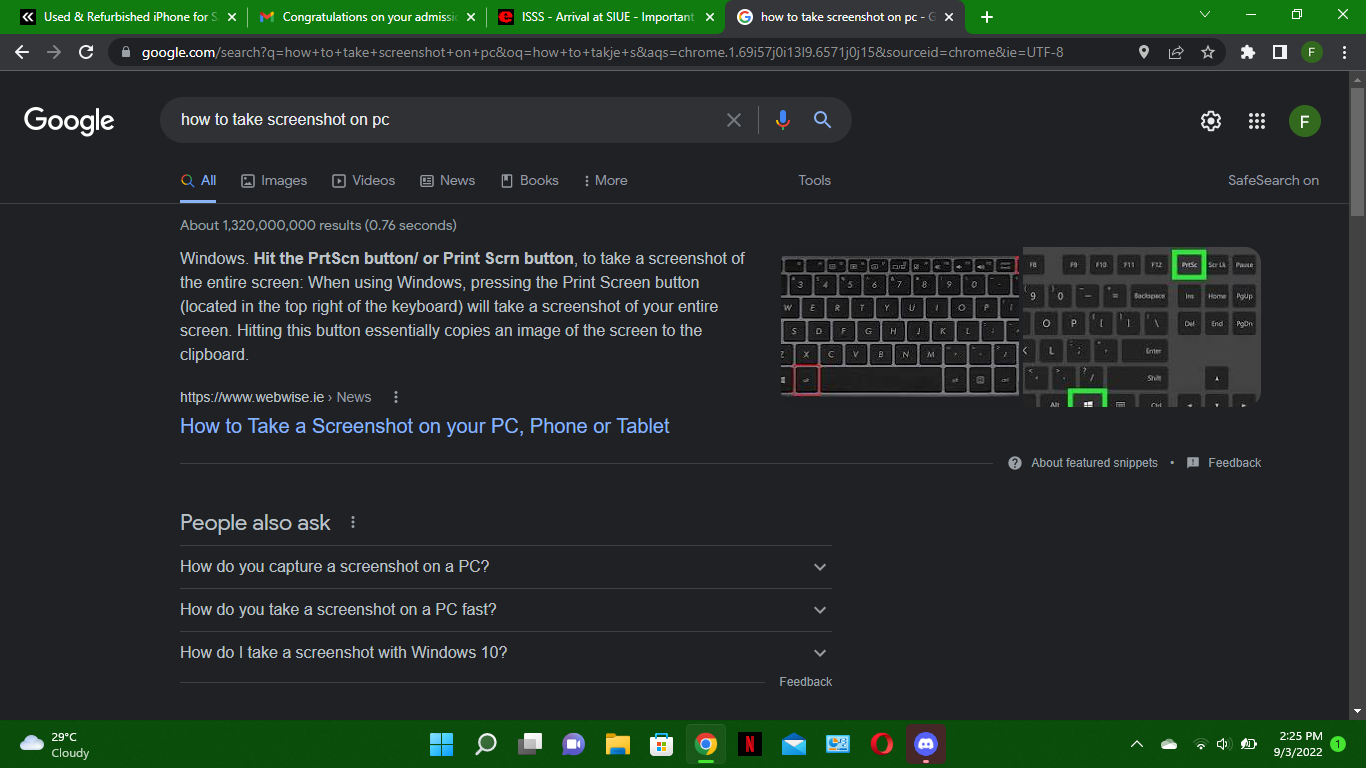 Used & Refurbished iPhone for S
Congratulations on your admissi
ISSS - Arrival at SIUE - Important
how to take screenshot on pc - G
google.com/search?q=how+to+take+screenshot+on+pc&oq=how+to+takje+s&aqs=chrome.1.69i57j0i13l9.6571j0j15&sourceid=chrome&ie=UTF-8
F
Google
how to take screenshot on pc
F
All
Images
Videos
News
Books
More
Tools
SafeSearch on
About 1,320,000,000 results (0.76 seconds)
Windows. Hit the PrtScn button/ or Print Scrn button, to take a screenshot of
the entire screen: When using Windows, pressing the Print Screen button
(located in the top right of the keyboard) will take a screenshot of your entire
screen. Hitting this button essentially copies an image of the screen to the
clipboard.
3 4 5 6 7 8 9 0 -
W E R T Y U I O P
S D F G H J K L
X C V B N M
F8 F9 F10 F11 F12 PrtSc Scr Lk Pause
9 0 Backspace Ins Home PgUp
O P Del End PgDn
L Enter
Shift
Alt Ctrl
https://www.webwise.ie › News
How to Take a Screenshot on your PC, Phone or Tablet
About featured snippets • Feedback
People also ask
How do you capture a screenshot on a PC?
How do you take a screenshot on a PC fast?
How do I take a screenshot with Windows 10?
Feedback
29°C
Cloudy
N
2:25 PM
9/3/2022
1